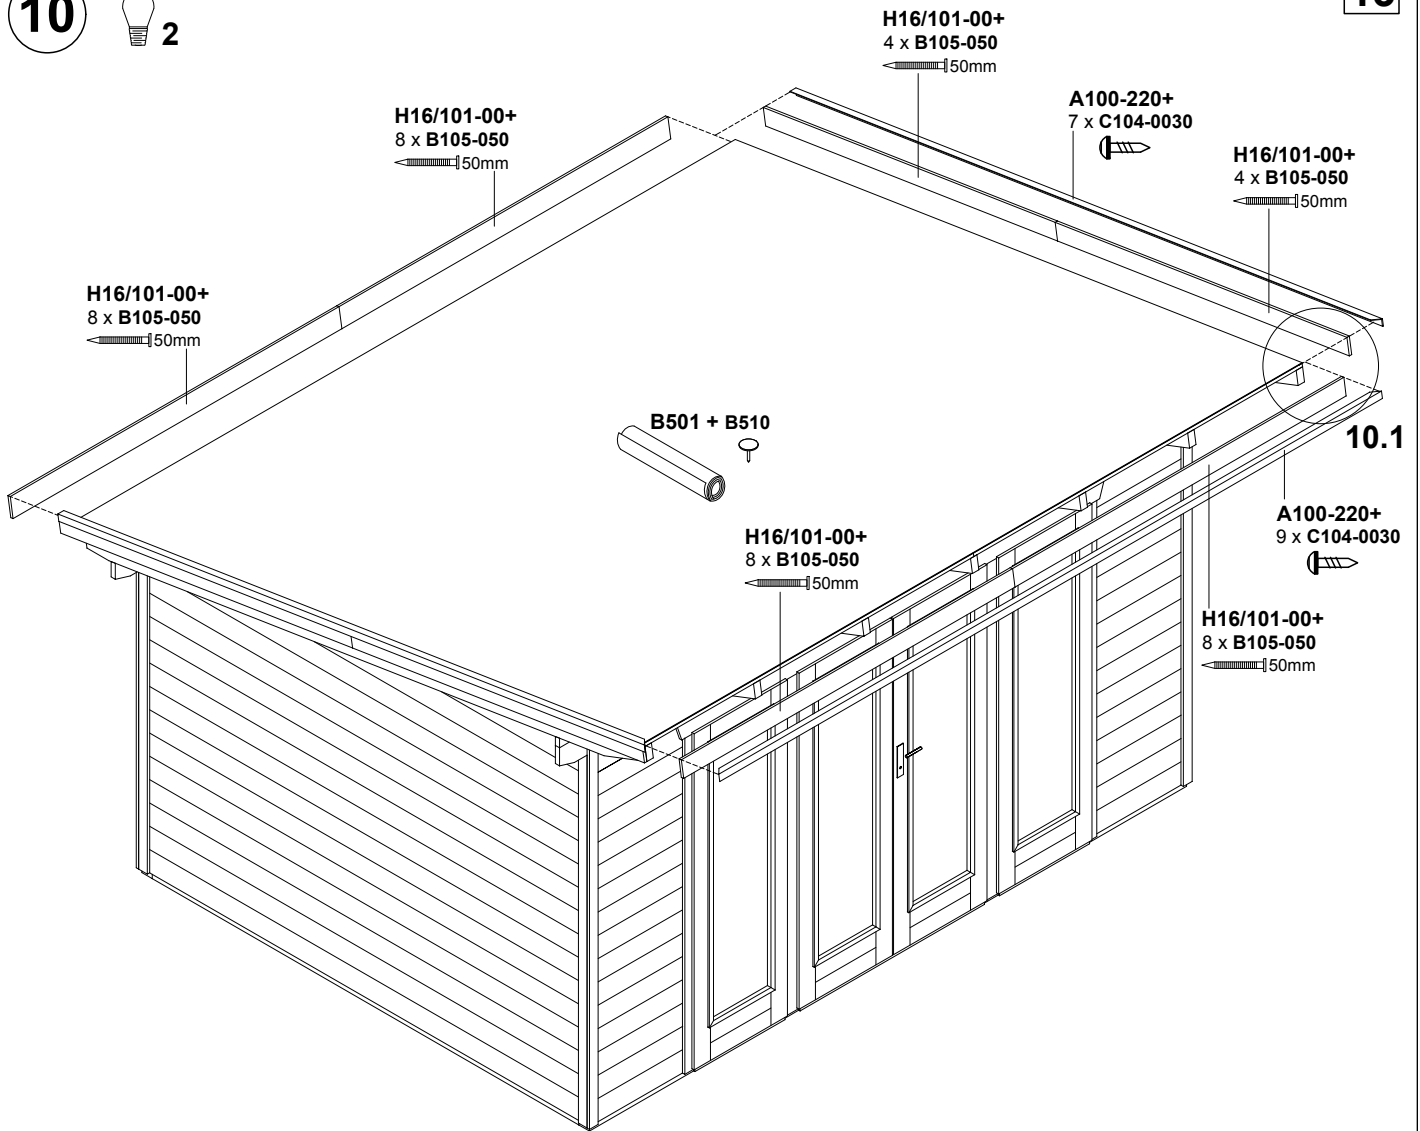 10
2
H16/101-00+
4 x B105-050
50mm
A100-220+
7 x C104-0030
H16/101-00+
8 x B105-050
50mm
H16/101-00+
4 x B105-050
50mm
H16/101-00+
8 x B105-050
50mm
B501 + B510
10.1
A100-220+
9 x C104-0030
H16/101-00+
8 x B105-050
50mm
H16/101-00+
8 x B105-050
50mm